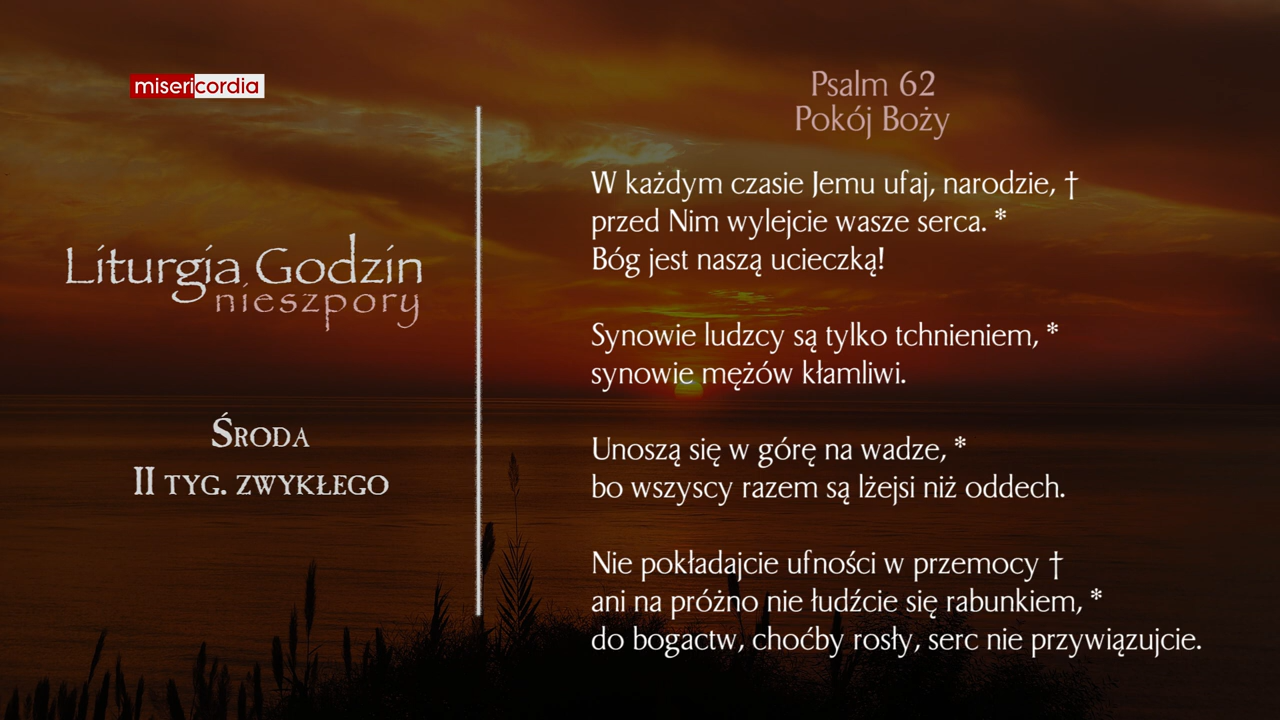 misericordia
Liturgia Godzin
nieszpory
Środa
II tyg. zwykłego
Psalm 62
Pokój Boży
W każdym czasie Jemu ufaj, narodzie, †
przed Nim wylejcie wasze serca. *
Bóg jest naszą ucieczką!
Synowie ludzcy są tylko tchnieniem, *
synowie mężów kłamliwi.
Unoszą się w górę na wadze, *
bo wszyscy razem są lżejsi niż oddech.
Nie pokładajcie ufności w przemocy †
ani na próżno nie łudźcie się rabunkiem, *
do bogactw, choćby rosły, serc nie przywiązujcie.